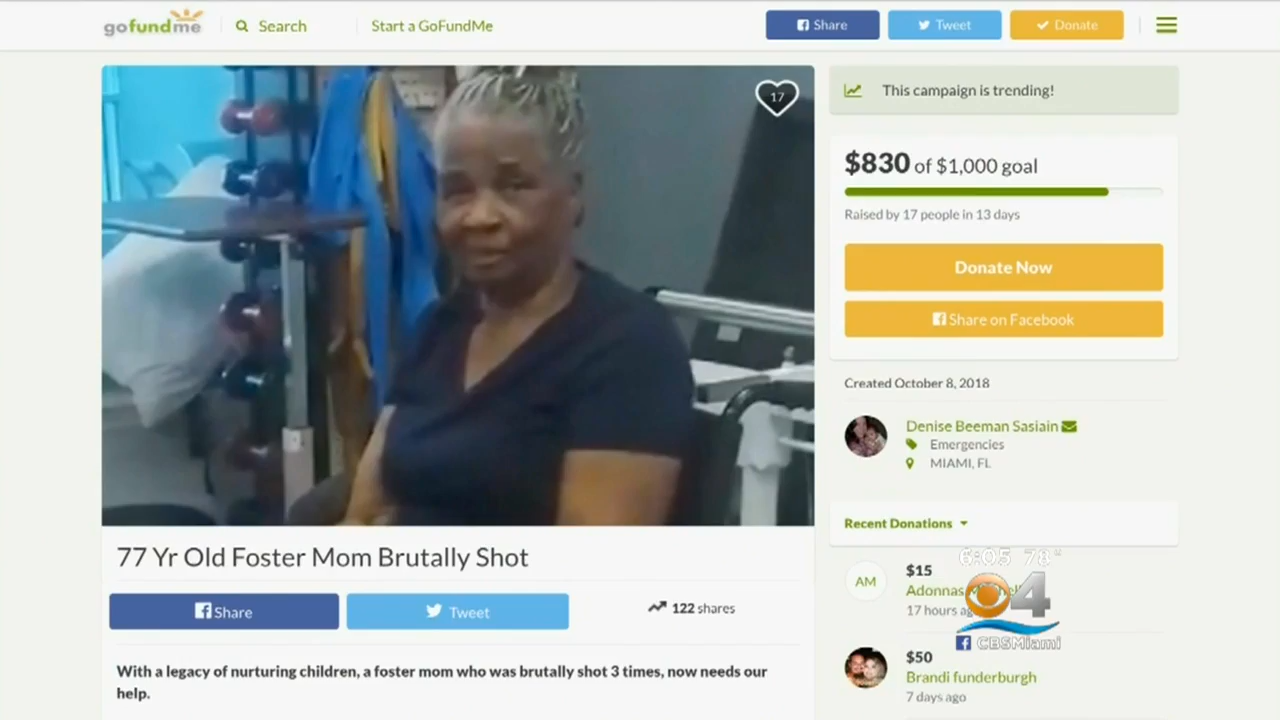 gofundme
Search
Start a GoFundMe
Share
Tweet
Donate
17
This campaign is trending!
$830 of $1,000 goal
Raised by 17 people in 13 days
Donate Now
Share on Facebook
Created October 8, 2018
Denise Beeman Sasiain
Emergencies
MIAMI, FL
Recent Donations
77 Yr Old Foster Mom Brutally Shot
Share
Tweet
122 shares
With a legacy of nurturing children, a foster mom who was brutally shot 3 times, now needs our
help.
AM
$15
Adonnas
17 hours
$50
Brandi funderburgh
7 days ago
6:05 78°
4
CBSMiami